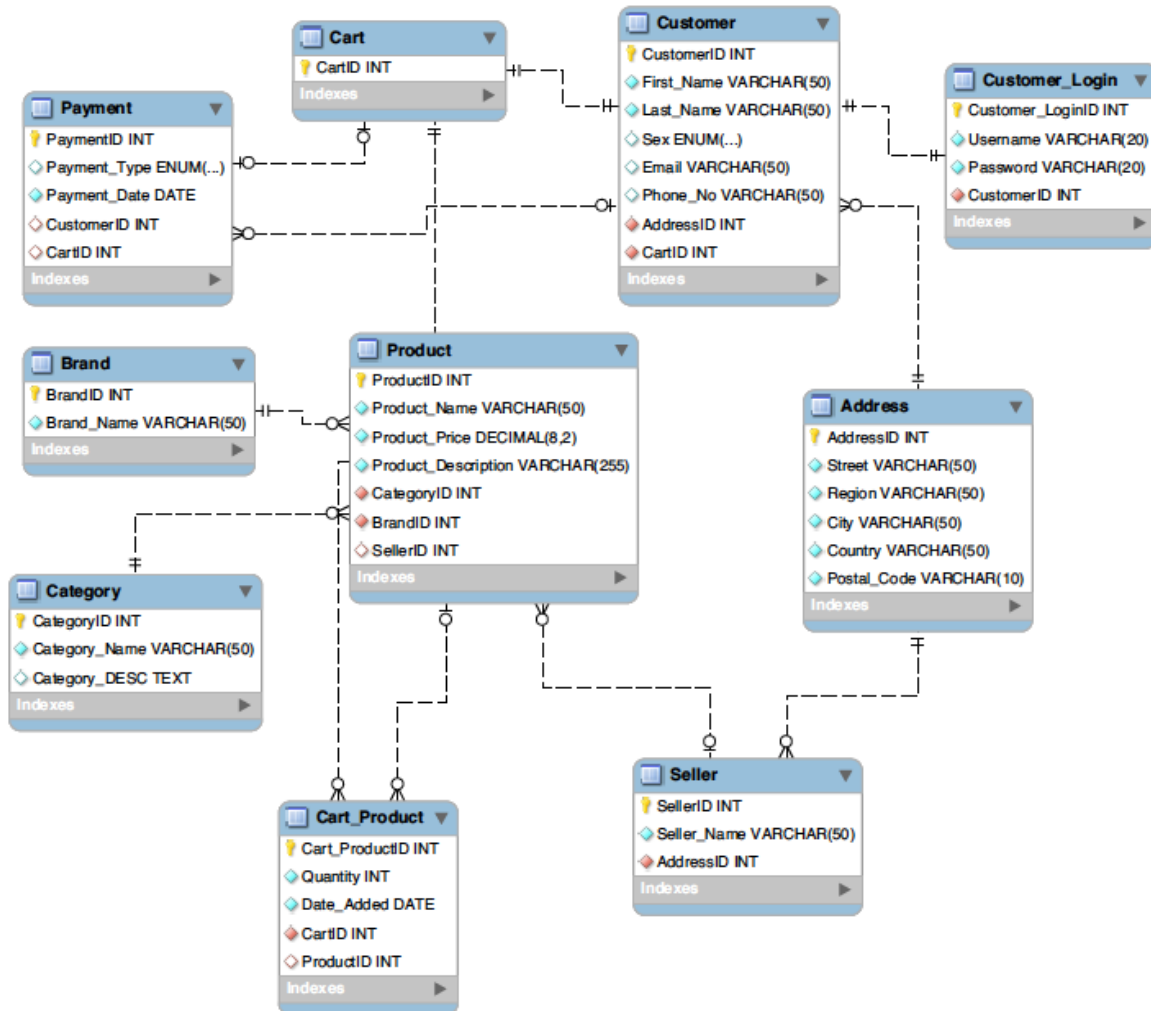 Cart
CartID INT
Indexes
Customer
CustomerID INT
First_Name VARCHAR(50)
Last_Name VARCHAR(50)
Sex ENUM(...)
Email VARCHAR(50)
Phone_No VARCHAR(50)
AddressID INT
CartID INT
Indexes
Customer_Login
Customer_LoginID INT
Username VARCHAR(20)
Password VARCHAR(20)
CustomerID INT
Indexes
Payment
PaymentID INT
Payment_Type ENUM(...)
Payment_Date DATE
CustomerID INT
CartID INT
Indexes
Brand
BrandID INT
Brand_Name VARCHAR(50)
Indexes
Product
ProductID INT
Product_Name VARCHAR(50)
Product_Price DECIMAL(8,2)
Product_Description VARCHAR(255)
CategoryID INT
BrandID INT
SellerID INT
Indexes
Address
AddressID INT
Street VARCHAR(50)
Region VARCHAR(50)
City VARCHAR(50)
Country VARCHAR(50)
Postal_Code VARCHAR(10)
Indexes
Category
CategoryID INT
Category_Name VARCHAR(50)
Category_DESC TEXT
Indexes
Seller
SellerID INT
Seller_Name VARCHAR(50)
AddressID INT
Indexes
Cart_Product
Cart_ProductID INT
Quantity INT
Date_Added DATE
CartID INT
ProductID INT
Indexes